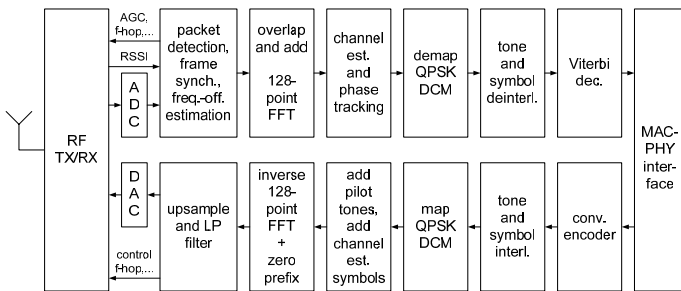 AGC,
f-hop,...
RSSI
A
D
C
packet
detection,
frame
synch.,
freq.-off.
estimation
overlap
and add
128-
point
FFT
channel
est.
and
phase
tracking
demap
QPSK
DCM
tone
and
symbol
deinterl.
Viterbi
dec.
RF
TX/RX
MAC-
PHY
inter-
face
D
A
C
control
f-hop,...
upsample
and LP
filter
inverse
128-
point
FFT
+
zero
prefix
add
pilot
tones,
add
channel
est.
symbols
map
QPSK
DCM
tone
and
symbol
interl.
conv.
encoder